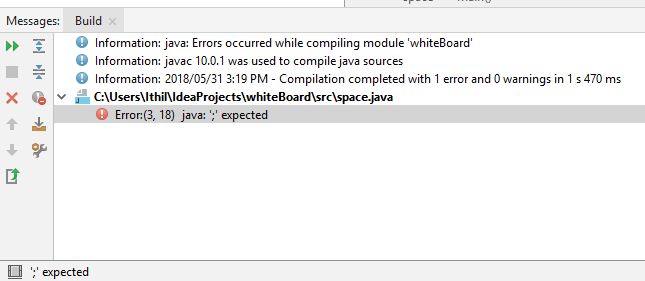 Messages: Build
Information: java: Errors occurred while compiling module 'whiteBoard'
Information: javac 10.0.1 was used to compile java sources
Information: 2018/05/31 3:19 PM - Compilation completed with 1 error and 0 warnings in 1 s 470 ms
C:\Users\Ithil\IdeaProjects\whiteBoard\src\space.java
Error:(3, 18) java: ';' expected
';' expected